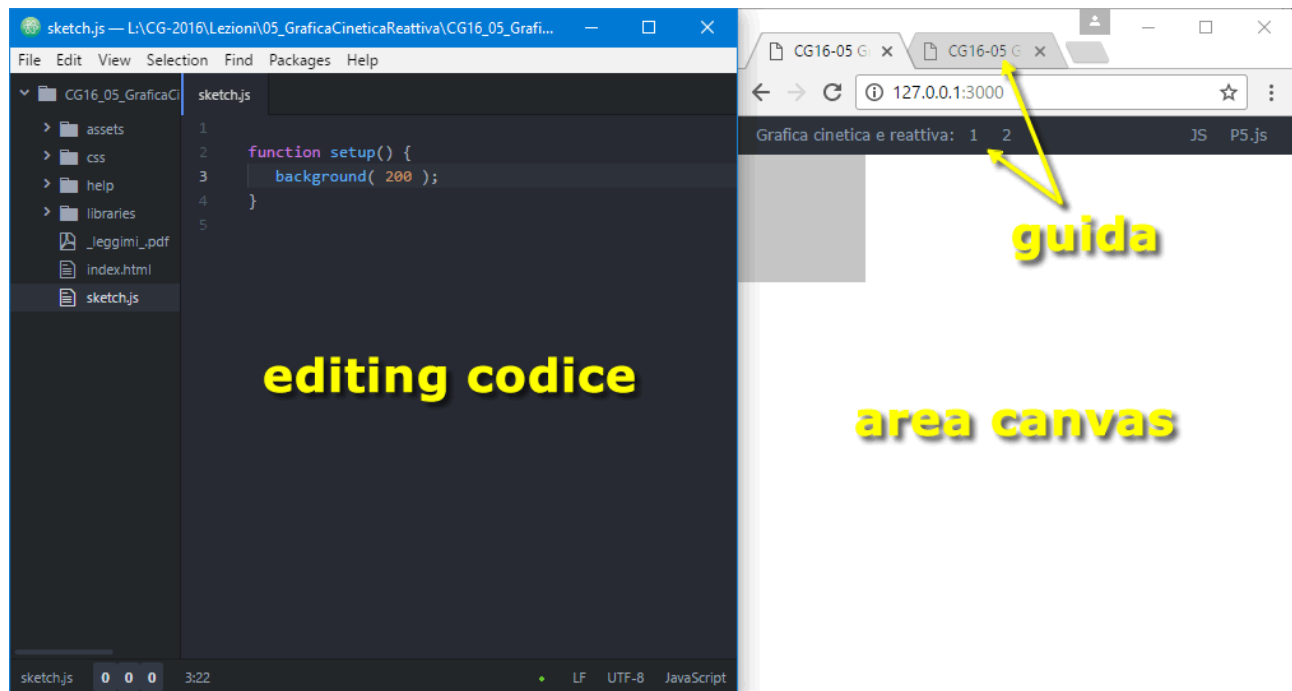 sketch.js — L:\CG-2016\Lezioni\05_GraficaCineticaReattiva\CG16_05_Grafi...
File Edit View Selection Find Packages Help
CG16_05_GraficaCi
assets
css
help
libraries
_leggimi_.pdf
index.html
sketch.js
sketch.js
1
2 function setup() {
3 background( 200 );
4 }
5
editing codice
sketch.js 0 0 0 3:22 LF UTF-8 JavaScript
CG16-05 G CG16-05 G
127.0.0.1:3000
Grafica cinetica e reattiva: 1 2 JS P5.js
guida
area canvas